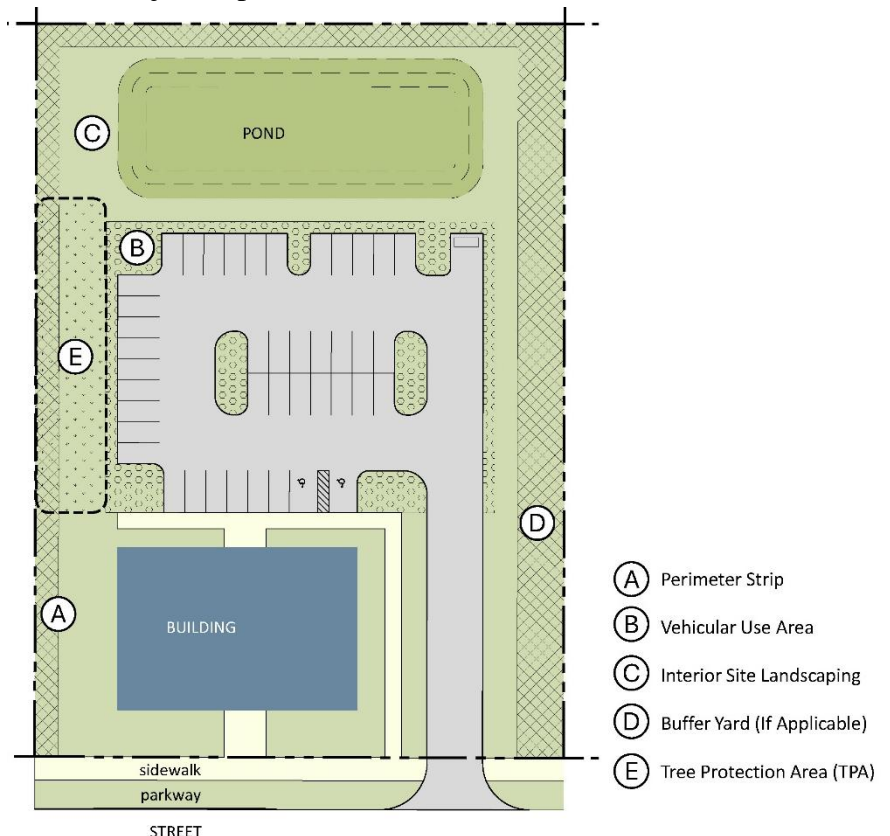 C
POND
B
E
D
A
BUILDING
sidewalk
parkway
STREET
A Perimeter Strip
B Vehicular Use Area
C Interior Site Landscaping
D Buffer Yard (If Applicable)
E Tree Protection Area (TPA)